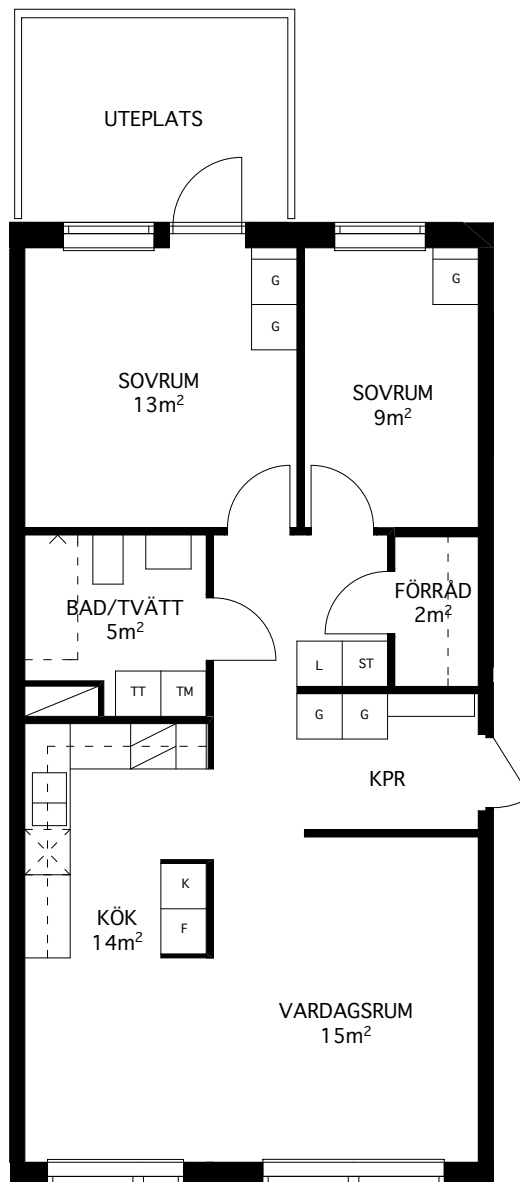 UTEPLATS
G
G
G
SOVRUM
13m²
SOVRUM
9m²
BAD/TVÄTT
5m²
FÖRRÅD
2m²
L
ST
TT
TM
G
G
KPR
K
F
KÖK
14m²
VARDAGSRUM
15m²